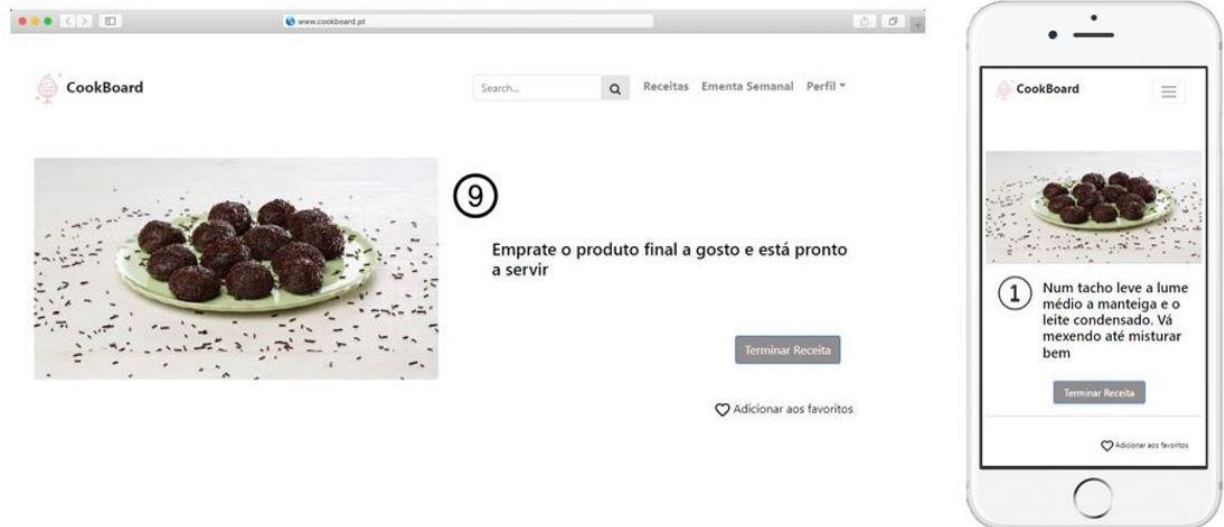 www.cookboard.pt
CookBoard
Search...
Receitas Ementa Semanal Perfil
9
Emprate o produto final a gosto e está pronto
a servir
Terminar Receita
Adicionar aos favoritos
CookBoard
1
Num tacho leve a lume
médio a manteiga e o
leite condensado. Vá
mexendo até misturar
bem
Terminar Receita
Adicionar aos favoritos